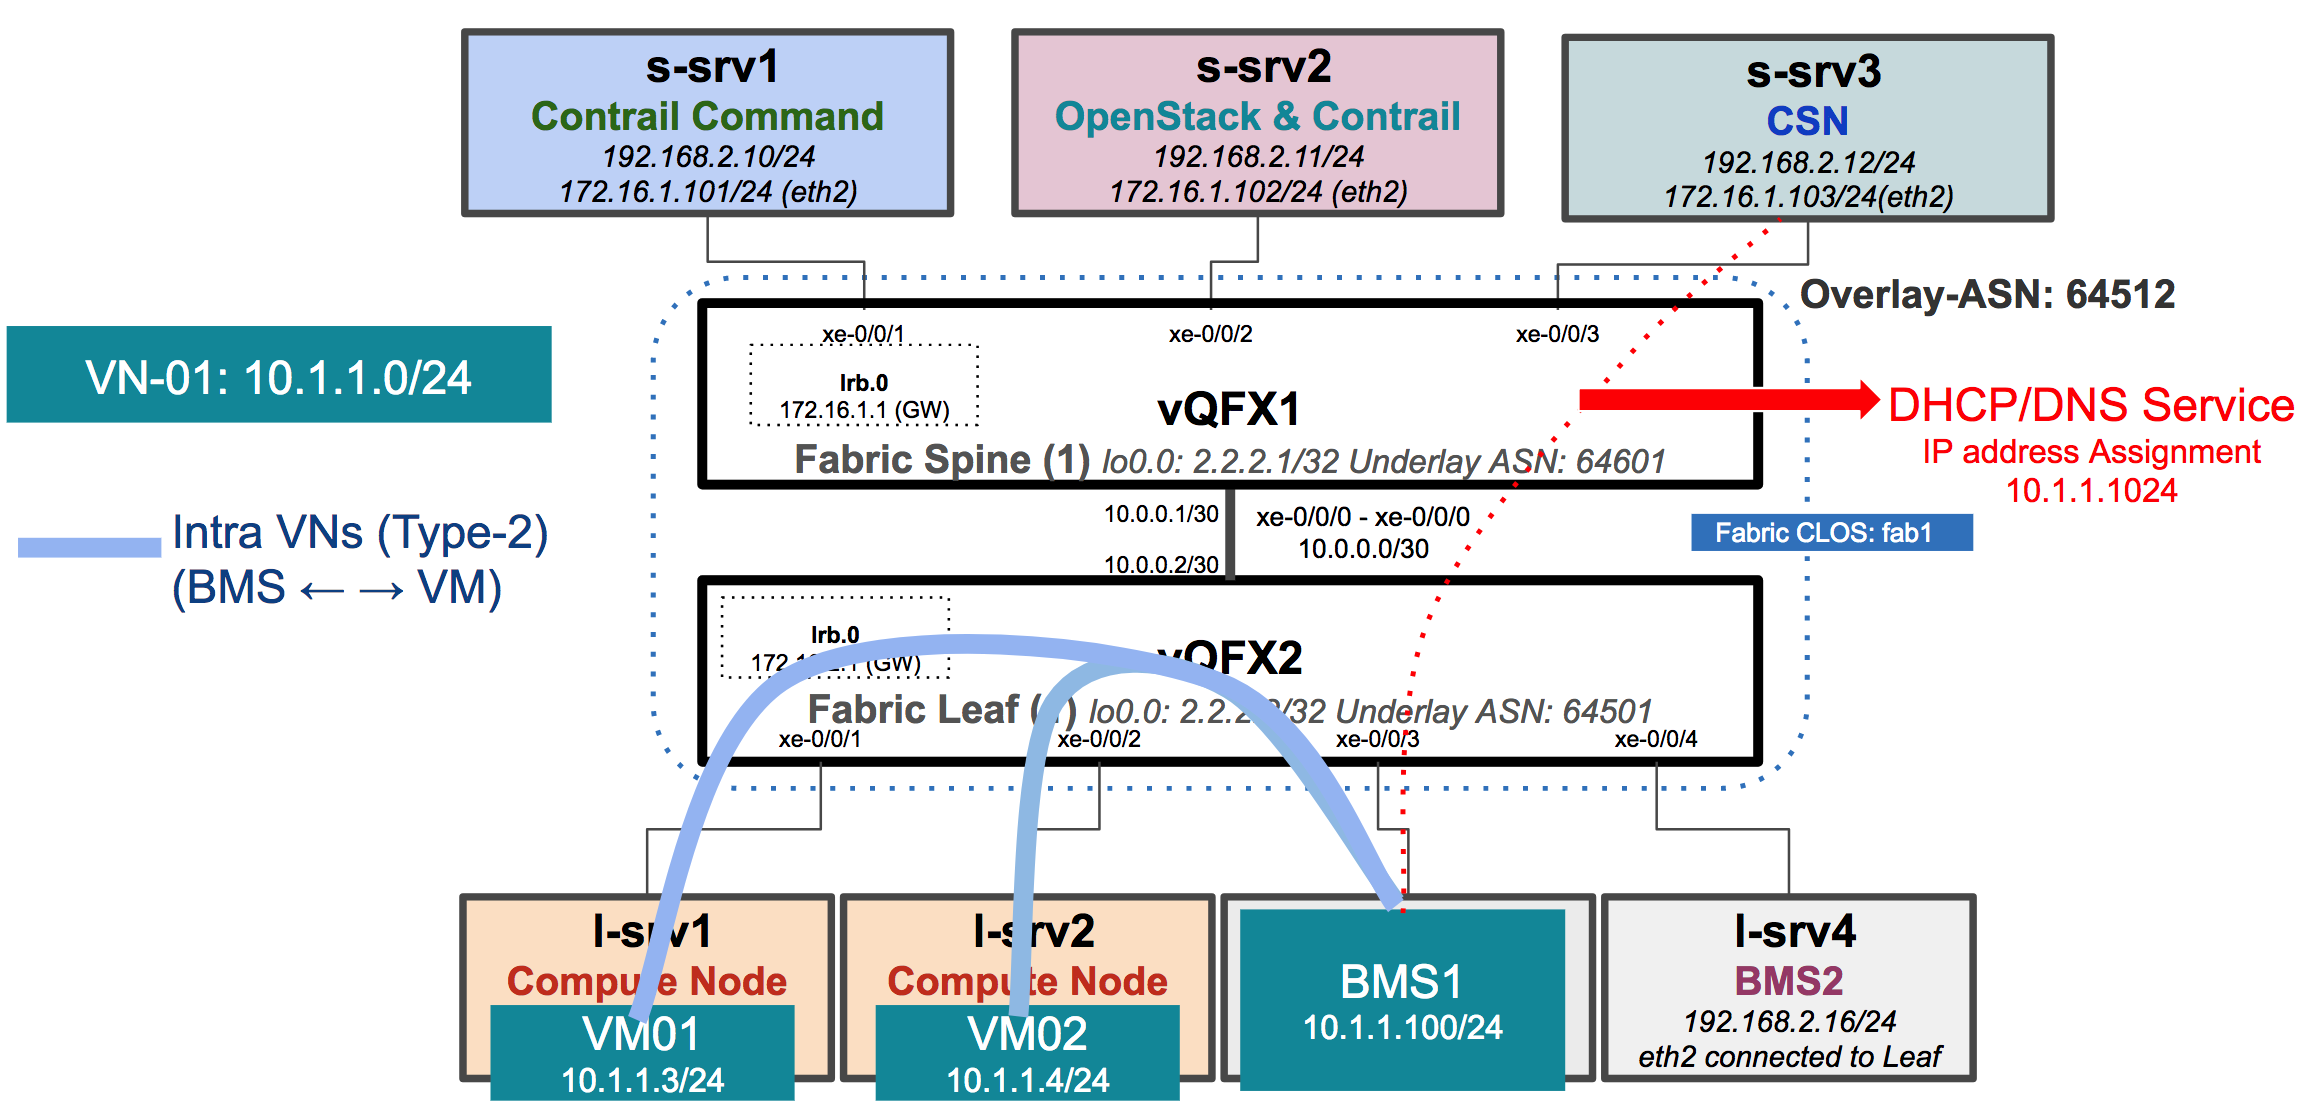 s-srv1
Contrail Command
192.168.2.10/24
172.16.1.101/24 (eth2)
s-srv2
OpenStack & Contrail
192.168.2.11/24
172.16.1.102/24 (eth2)
s-srv3
CSN
192.168.2.12/24
172.16.1.103/24(eth2)
Overlay-ASN: 64512
VN-01: 10.1.1.0/24
xe-0/0/1
xe-0/0/2
xe-0/0/3
Irb.0
172.16.1.1 (GW)
vQFX1
Fabric Spine (1) lo0.0: 2.2.2.1/32 Underlay ASN: 64601
DHCP/DNS Service
IP address Assignment
10.1.1.1024
Intra VNs (Type-2)
(BMS ← → VM)
10.0.0.1/30
xe-0/0/0 - xe-0/0/0
10.0.0.0/30
10.0.0.2/30
Fabric CLOS: fab1
Irb.0
(GW)
vQFX2
Fabric Leaf
Underlay ASN: 64501
xe-0/0/1
xe-0/0/2
xe-0/0/3
xe-0/0/4
l-srv1
Compute Node
VM01
10.1.1.3/24
l-srv2
Compute Node
VM02
10.1.1.4/24
BMS1
10.1.1.100/24
l-srv4
BMS2
192.168.2.16/24
eth2 connected to Leaf